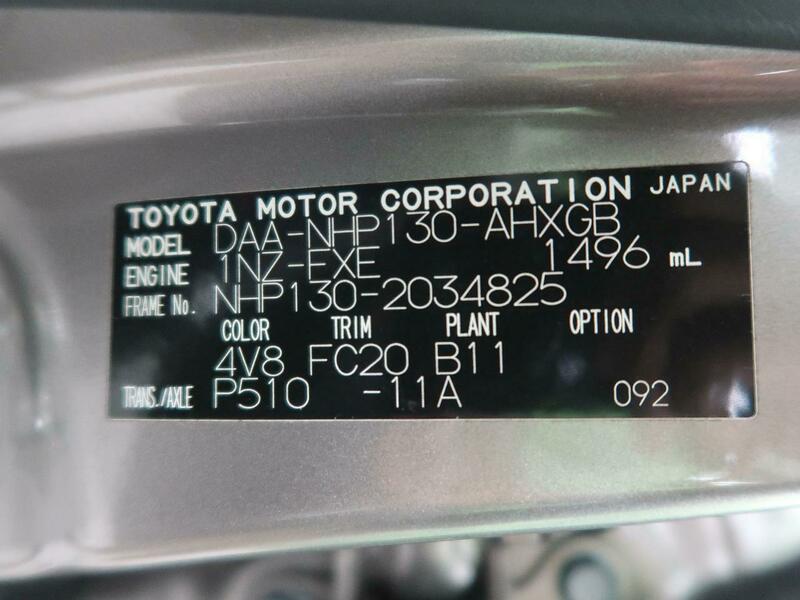 TOYOTA MOTOR CORPORATION JAPAN
MODEL DAA-NHP130-AHXGB
ENGINE 1NZ-FXE 1496 mL
FRAME No. NHP130-2034825
COLOR TRIM PLANT OPTION
4V8 FC20 B11
TRANS./AXLE P510 -11A 092